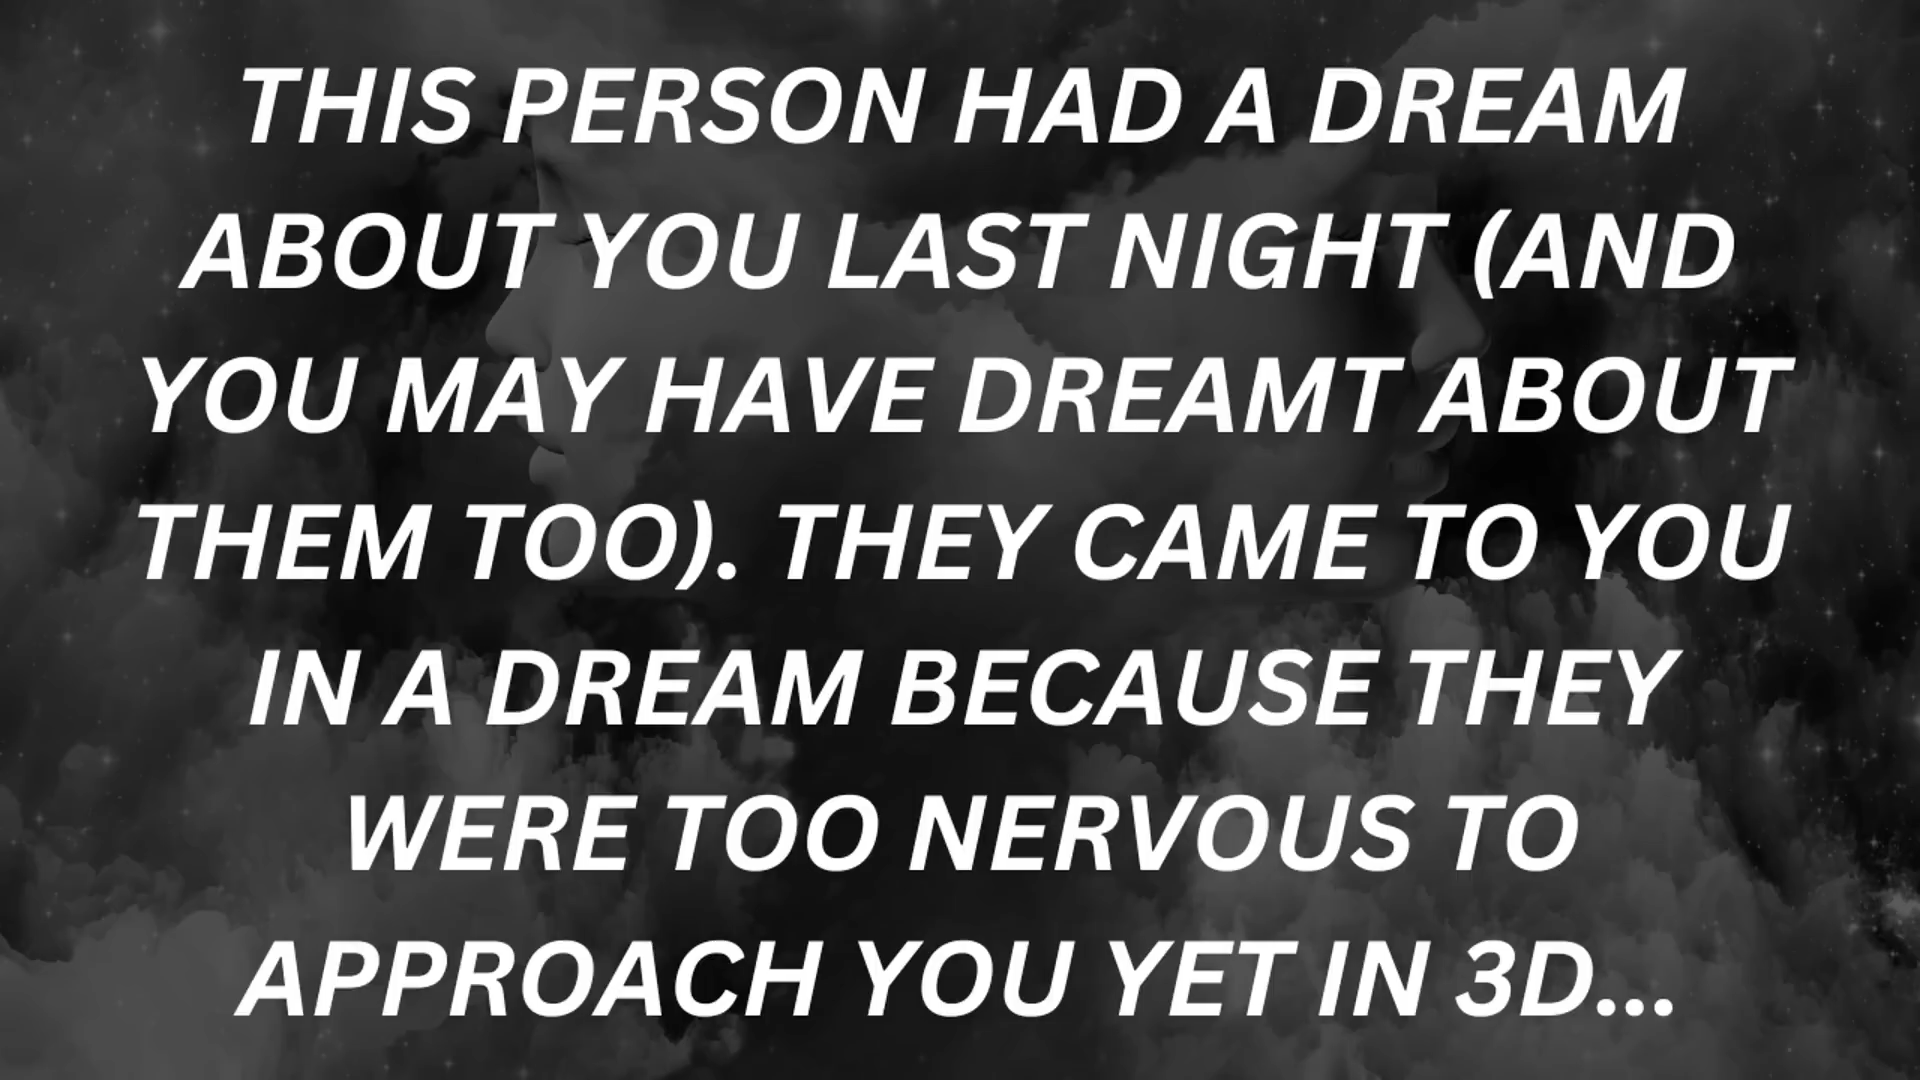 THIS PERSON HAD A DREAM
ABOUT YOU LAST NIGHT (AND
YOU MAY HAVE DREAMT ABOUT
THEM TOO). THEY CAME TO YOU
IN A DREAM BECAUSE THEY
WERE TOO NERVOUS TO
APPROACH YOU YET IN 3D...